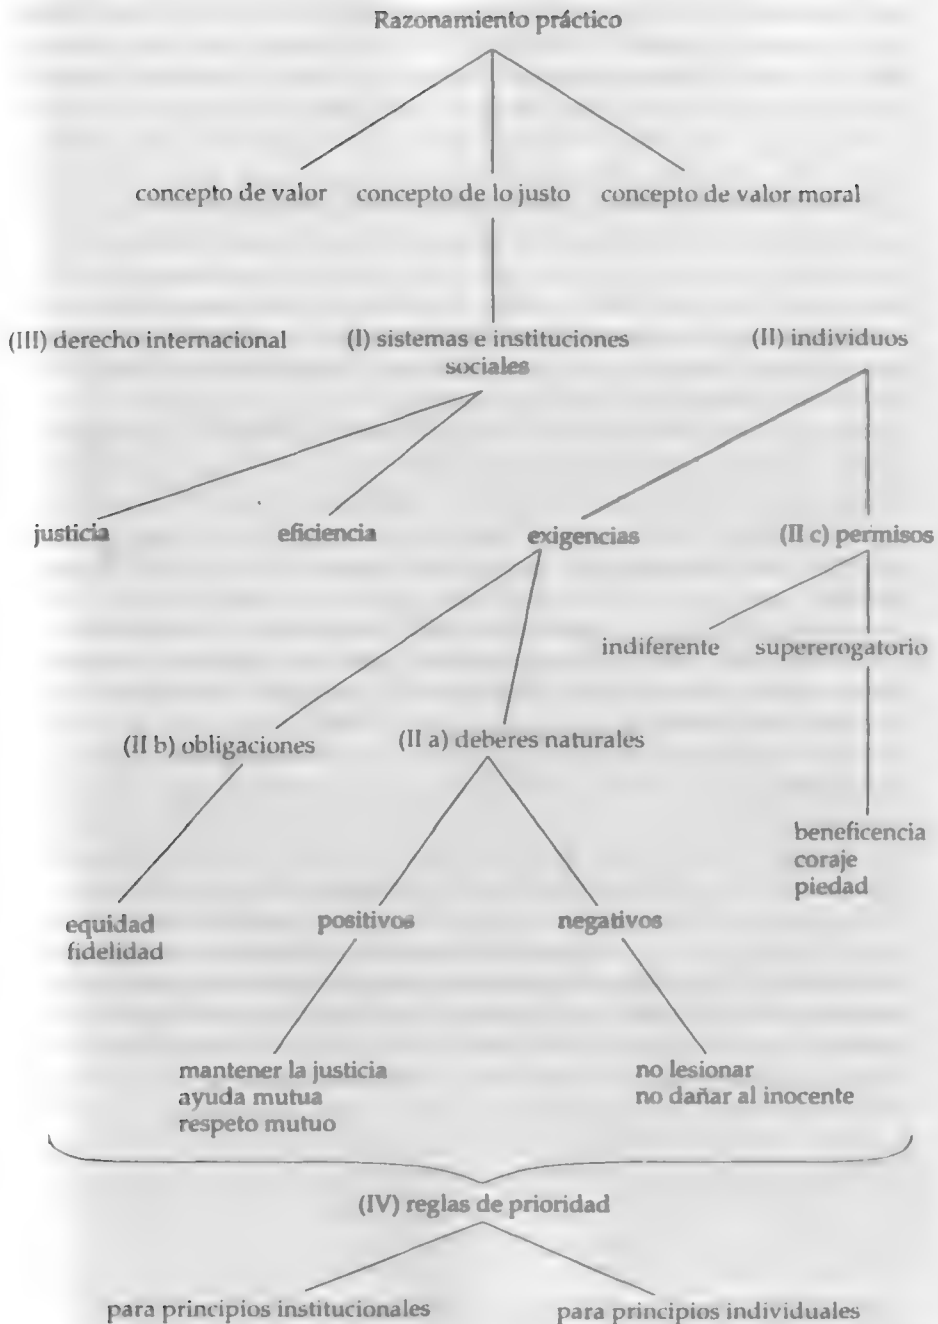 Razonamiento práctico
concepto de valor
concepto de lo justo
concepto de valor moral
(III) derecho internacional
(I) sistemas e instituciones
sociales
(II) individuos
justicia
eficiencia
exigencias
(II c) permisos
indiferente
supererogatorio
(II b) obligaciones
(II a) deberes naturales
beneficencia
coraje
piedad
equidad
fidelidad
positivos
negativos
mantener la justicia
ayuda mutua
respeto mutuo
no lesionar
no dañar al inocente
(IV) reglas de prioridad
para principios institucionales
para principios individuales